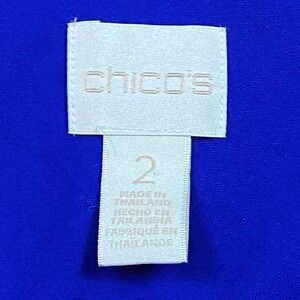 chico's
2
MADE IN
THAILAND
HECHO EN
TAILANDIA
FABRIQUÉ EN
THAÏLANDE